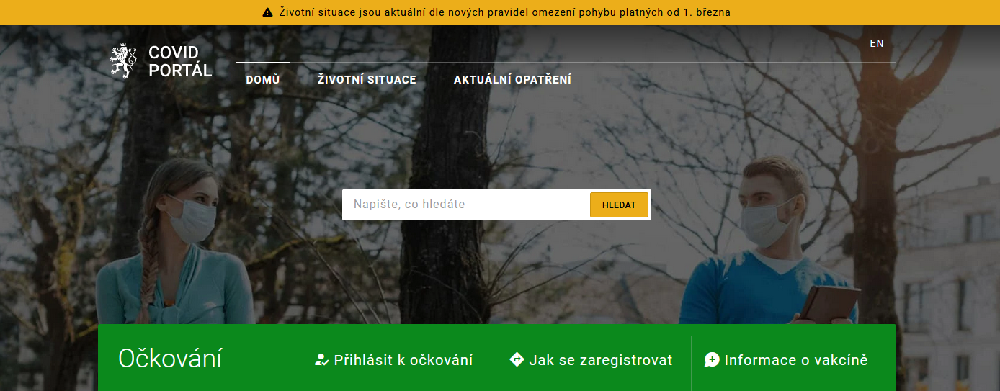 Životní situace jsou aktuální dle nových pravidel omezení pohybu platných od 1. března
EN
COVID
PORTÁL
DOMŮ ŽIVOTNÍ SITUACE AKTUÁLNÍ OPATŘENÍ
Napište, co hledáte HLEDAT
Očkování Přihlásit k očkování Jak se zaregistrovat Informace o vakcíně